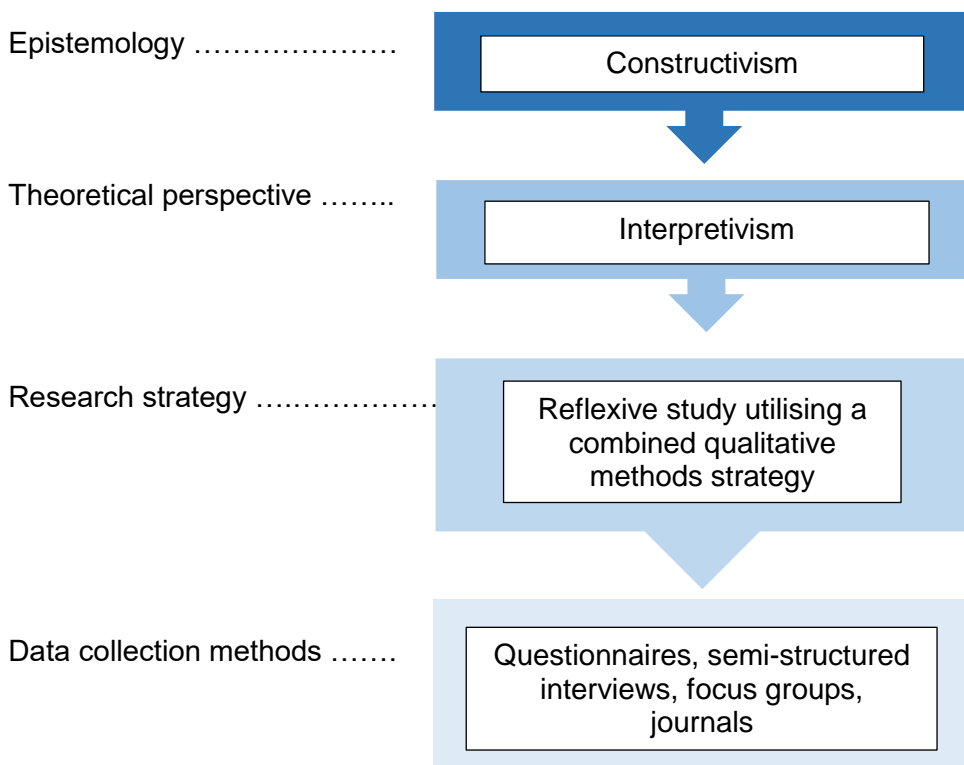 Epistemology …………………
Constructivism
Theoretical perspective ……..
Interpretivism
Research strategy ………………
Reflexive study utilising a
combined qualitative
methods strategy
Data collection methods …….
Questionnaires, semi-structured
interviews, focus groups,
journals